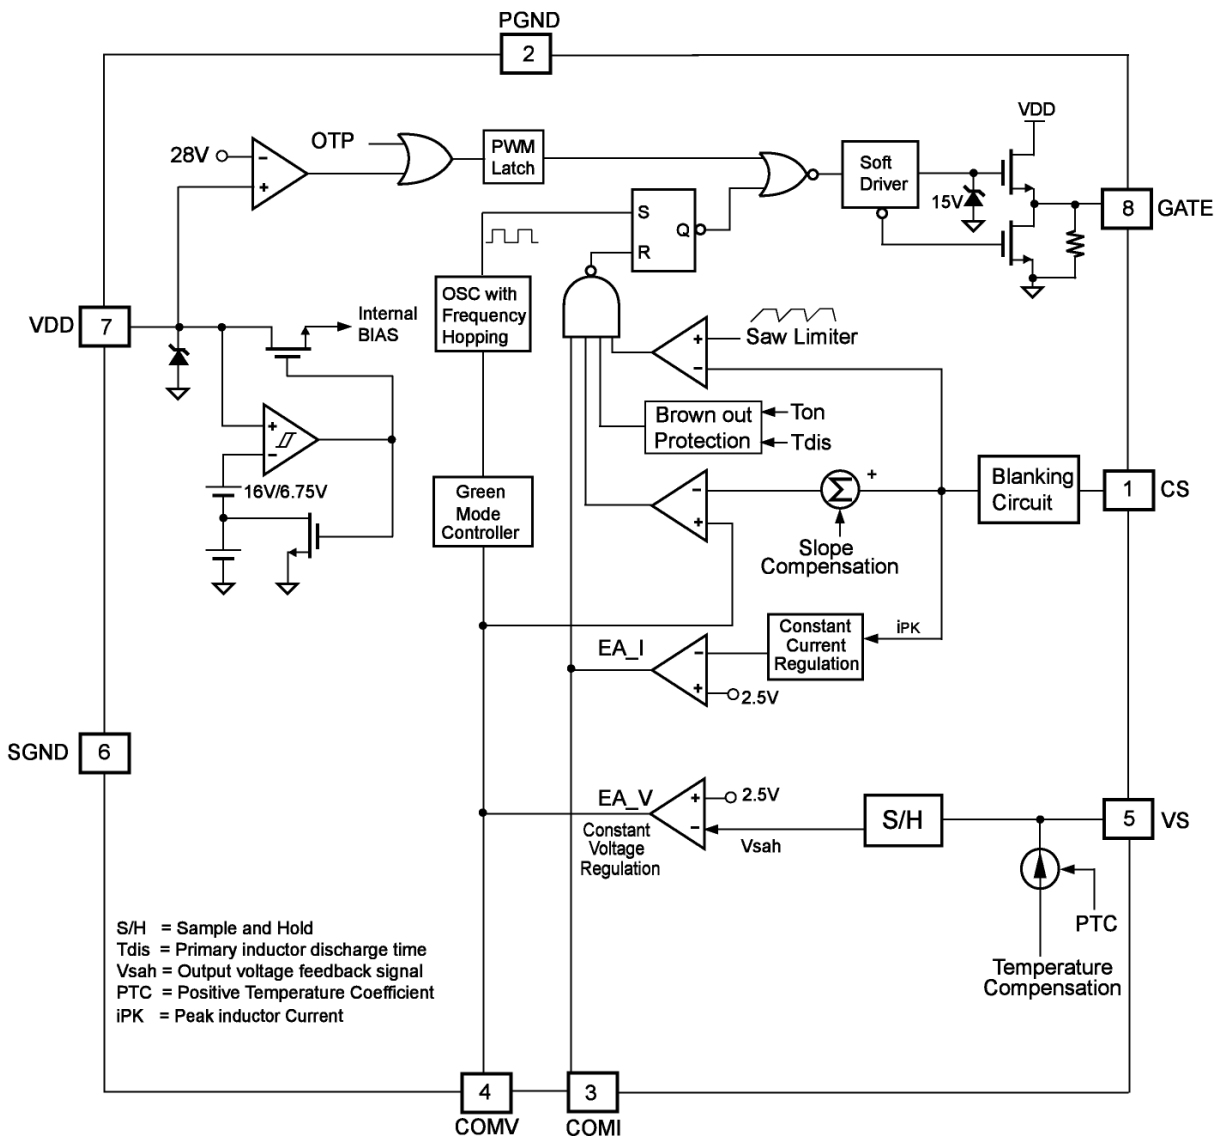 PGND
2
VDD
28V
-
+
OTP
PWM
Latch
Soft
Driver
15V
8
GATE
S
Q
R
OSC with
Frequency
Hopping
VDD
7
Internal
BIAS
+
-
Saw Limiter
Brown out
Protection
Ton
Tdis
+
-
16V/6.75V
Green
Mode
Controller
-
+
Σ
+
Slope
Compensation
Blanking
Circuit
1
CS
EA_I
-
+
2.5V
Constant
Current
Regulation
iPK
SGND
6
EA_V
Constant
Voltage
Regulation
+
-
2.5V
Vsah
S/H
5
VS
PTC
Temperature
Compensation
S/H = Sample and Hold
Tdis = Primary inductor discharge time
Vsah = Output voltage feedback signal
PTC = Positive Temperature Coefficient
iPK = Peak inductor Current
4
COMV
3
COMI